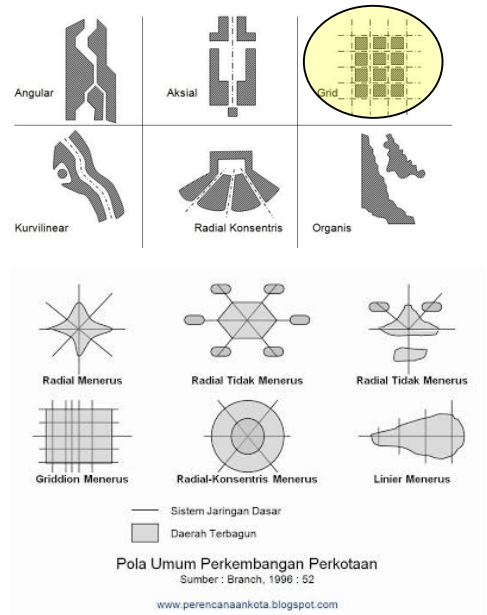 Angular
Aksial
Grid
Kurvilinear
Radial Konsentris
Organis
Radial Menerus
Radial Tidak Menerus
Radial Tidak Menerus
Griddion Menerus
Radial-Konsentris Menerus
Linier Menerus
Sistem Jaringan Dasar
Daerah Terbagun
Pola Umum Perkembangan Perkotaan
Sumber : Branch, 1996 : 52
www.perencanaankota.blogspot.com